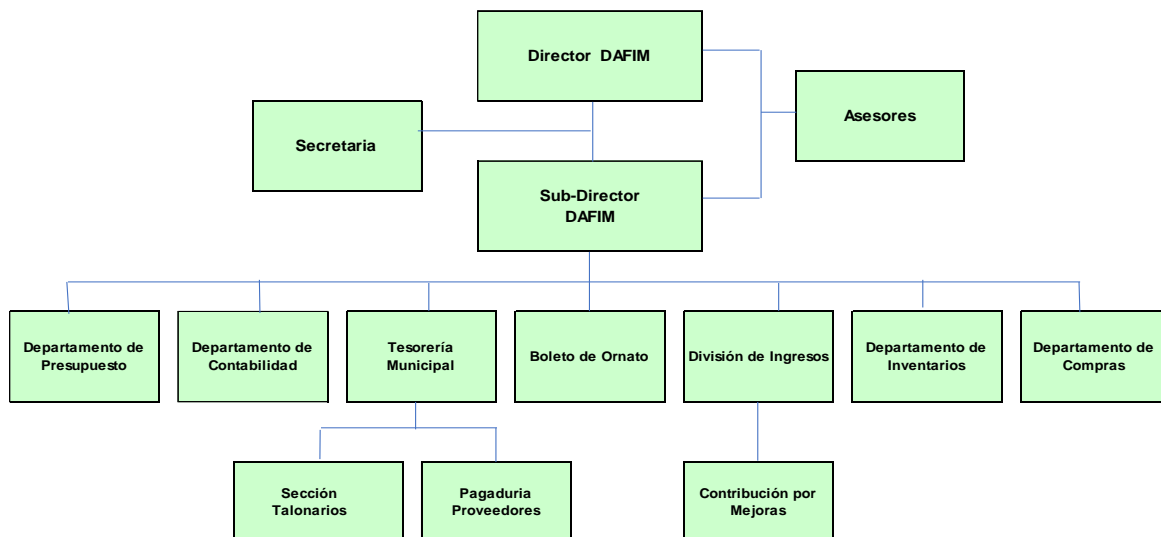 Director DAFIM
Asesores
Secretaria
Sub-Director
DAFIM
Departamento de
Presupuesto
Departamento de
Contabilidad
Tesorería
Municipal
Boleto de Ornato
División de Ingresos
Departamento de
Inventarios
Departamento de
Compras
Sección
Talonarios
Pagaduria
Proveedores
Contribución por
Mejoras